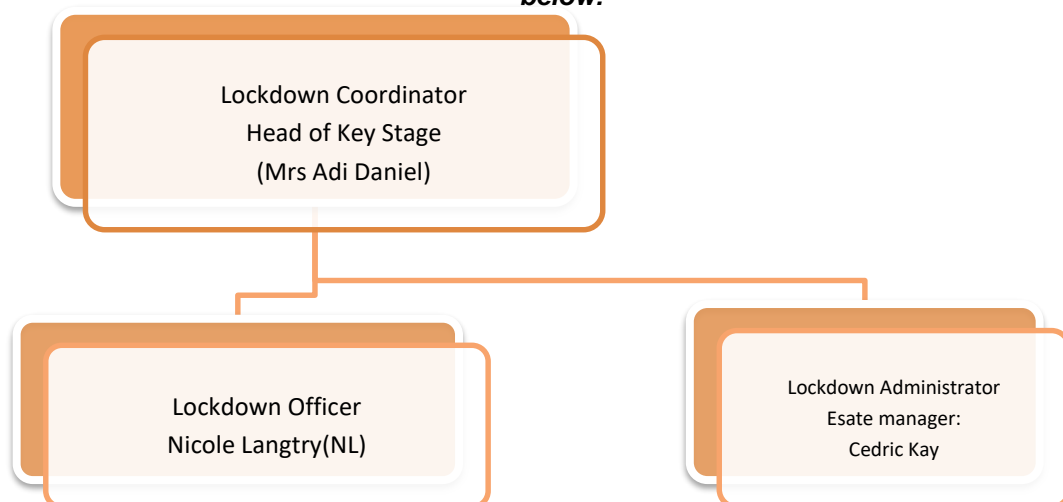 below.
Lockdown Coordinator
Head of Key Stage
(Mrs Adi Daniel)
Lockdown Officer
Nicole Langtry(NL)
Lockdown Administrator
Esate manager:
Cedric Kay